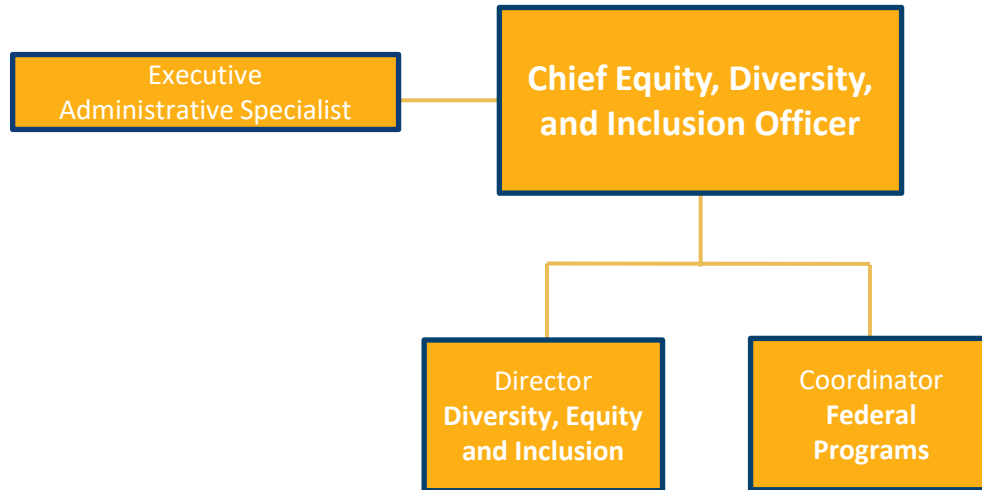 Executive
Administrative Specialist
Chief Equity, Diversity,
and Inclusion Officer
Director
Diversity, Equity
and Inclusion
Coordinator
Federal
Programs